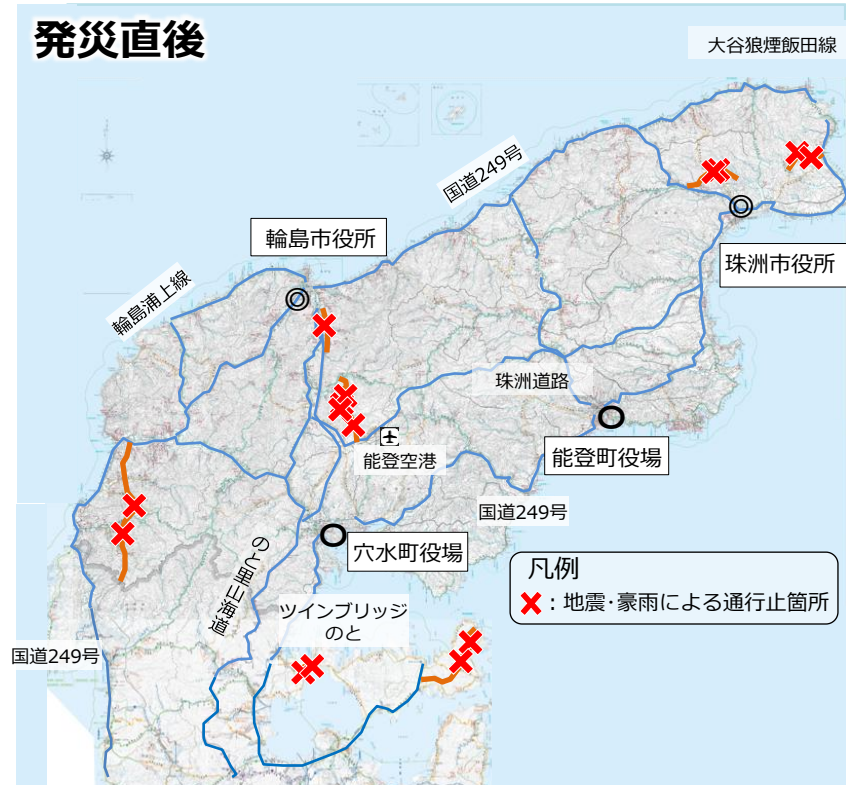 発災直後
大谷狼煙飯田線
国道249号
輪島市役所
珠洲市役所
輪島浦上線
珠洲道路
能登空港
能登町役場
国道249号
穴水町役場
のと里山海道
凡例
：地震・豪雨による通行止箇所
ツインブリッジ
のと
国道249号